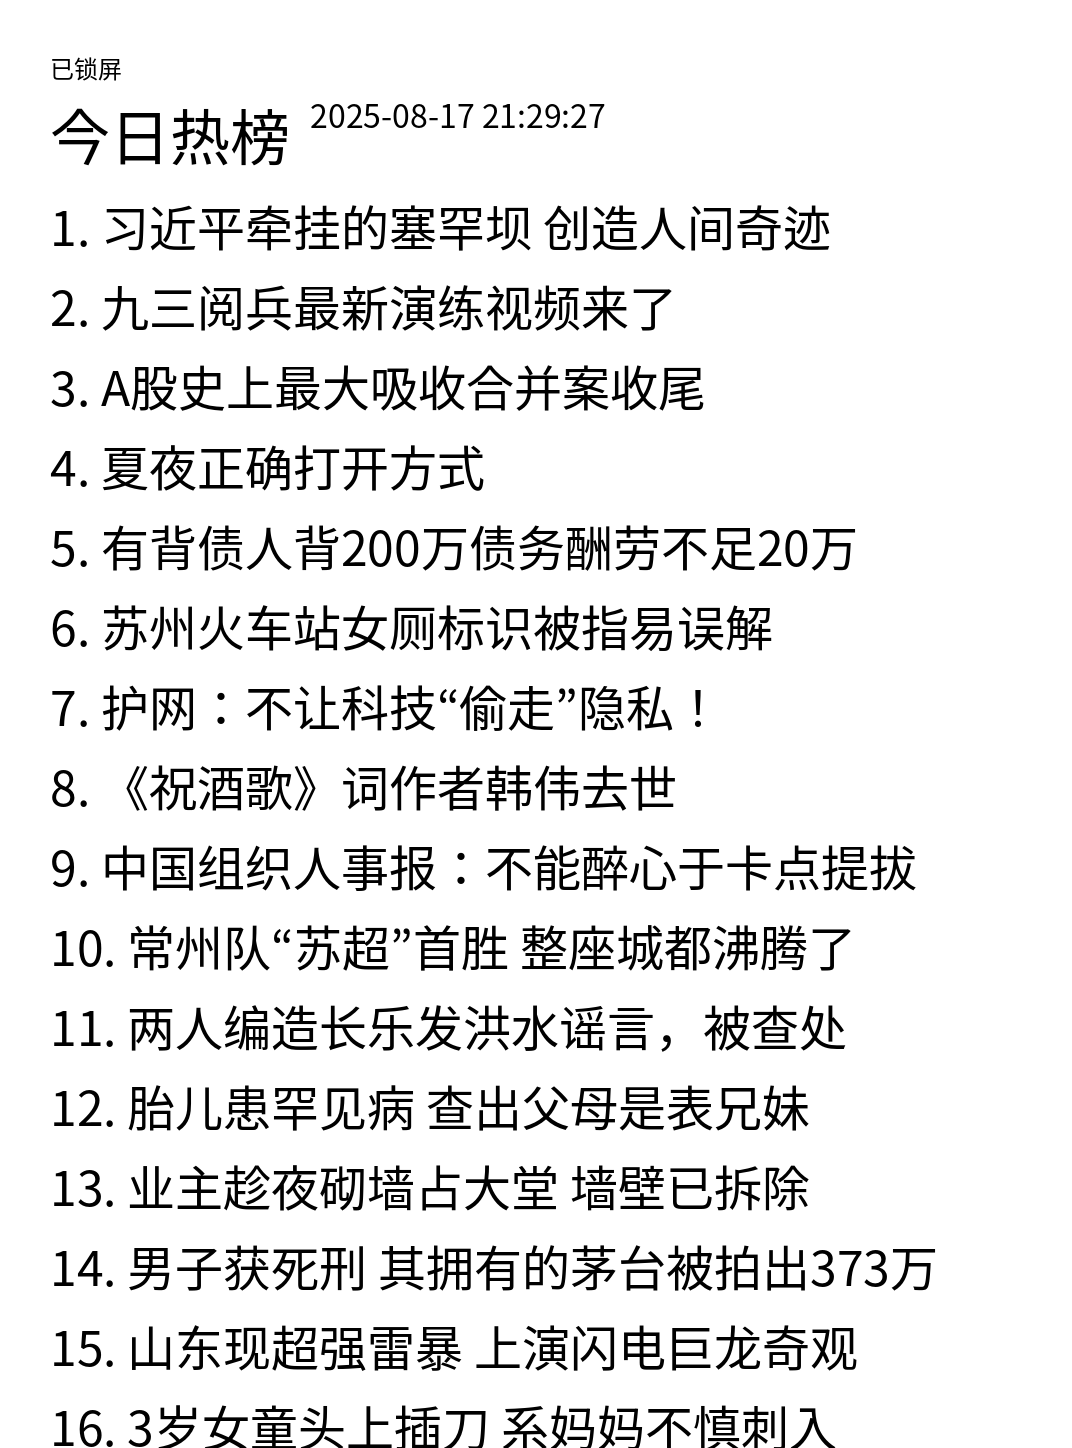 已锁屏
今日热榜 2025-08-17 21:29:27
1. 习近平牵挂的塞罕坝 创造人间奇迹
2. 九三阅兵最新演练视频来了
3. A股史上最大吸收合并案收尾
4. 夏夜正确打开方式
5. 有背债人背200万债务酬劳不足20万
6. 苏州火车站女厕标识被指易误解
7. 护网：不让科技“偷走”隐私！
8. 《祝酒歌》词作者韩伟去世
9. 中国组织人事报：不能醉心于卡点提拔
10. 常州队“苏超”首胜 整座城都沸腾了
11. 两人编造长乐发洪水谣言，被查处
12. 胎儿患罕见病 查出父母是表兄妹
13. 业主趁夜砌墙占大堂 墙壁已拆除
14. 男子获死刑 其拥有的茅台被拍出373万
15. 山东现超强雷暴 上演闪电巨龙奇观
16. 3岁女童头上插刀 系妈妈不慎刺入